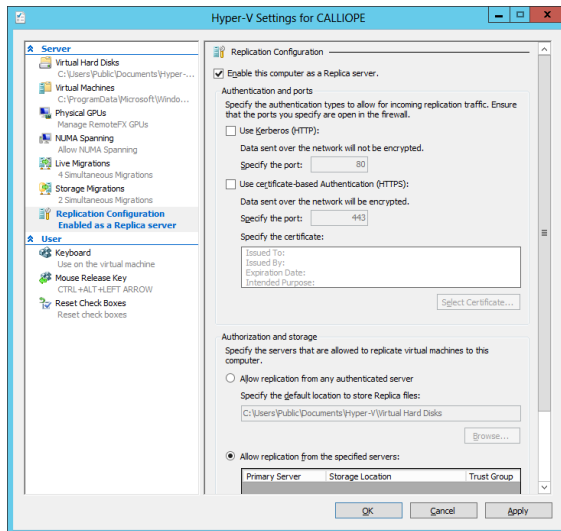 Hyper-V Settings for CALLIOPE
Server
Virtual Hard Disks
C:\Users\Public\Documents\Hyper-...
Virtual Machines
C:\ProgramData\Microsoft\Windo...
Physical GPUs
Manage RemoteFX GPUs
NUMA Spanning
Allow NUMA Spanning
Live Migrations
4 Simultaneous Migrations
Storage Migrations
2 Simultaneous Migrations
Replication Configuration
Enabled as a Replica server
User
Keyboard
Use on the virtual machine
Mouse Release Key
CTRL+ALT+LEFT ARROW
Reset Check Boxes
Reset check boxes
Replication Configuration
Enable this computer as a Replica server.
Authentication and ports
Specify the authentication types to allow for incoming replication traffic. Ensure
that the ports you specify are open in the firewall.
Use Kerberos (HTTP):
Data sent over the network will not be encrypted.
Specify the port: 80
Use certificate-based Authentication (HTTPS):
Data sent over the network will be encrypted.
Specify the port: 443
Specify the certificate:
Issued To:
Issued By:
Expiration Date:
Intended Purpose:
Select Certificate...
Authorization and storage
Specify the servers that are allowed to replicate virtual machines to this
computer.
Allow replication from any authenticated server
Specify the default location to store Replica files:
C:\Users\Public\Documents\Hyper-V\Virtual Hard Disks
Browse...
Allow replication from the specified servers:
Primary Server Storage Location Trust Group
OK Cancel Apply